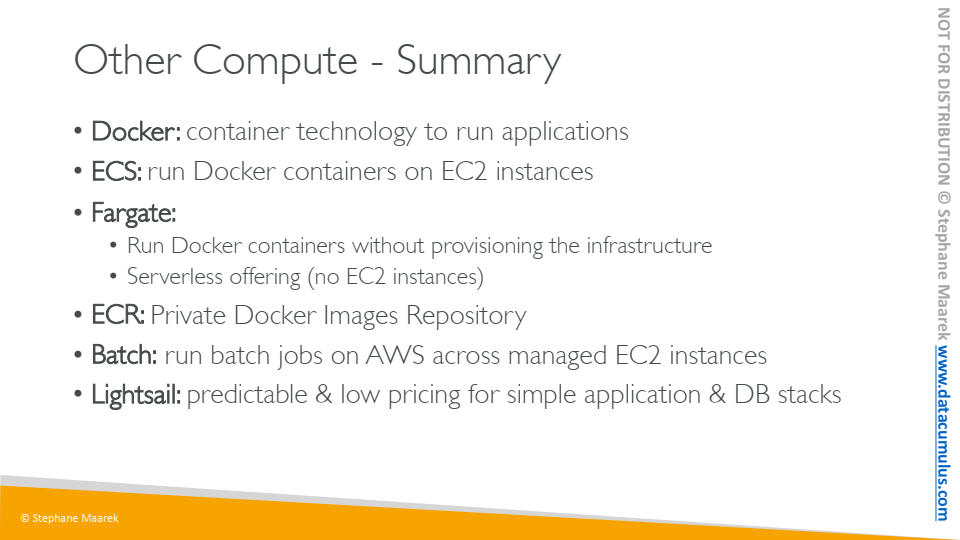 Other Compute - Summary
• Docker: container technology to run applications
• ECS: run Docker containers on EC2 instances
• Fargate:
• Run Docker containers without provisioning the infrastructure
• Serverless offering (no EC2 instances)
• ECR: Private Docker Images Repository
• Batch: run batch jobs on AWS across managed EC2 instances
• Lightsail: predictable & low pricing for simple application & DB stacks
© Stephane Maarek
NOT FOR DISTRIBUTION © Stephane Maarek www.datacumulus.com